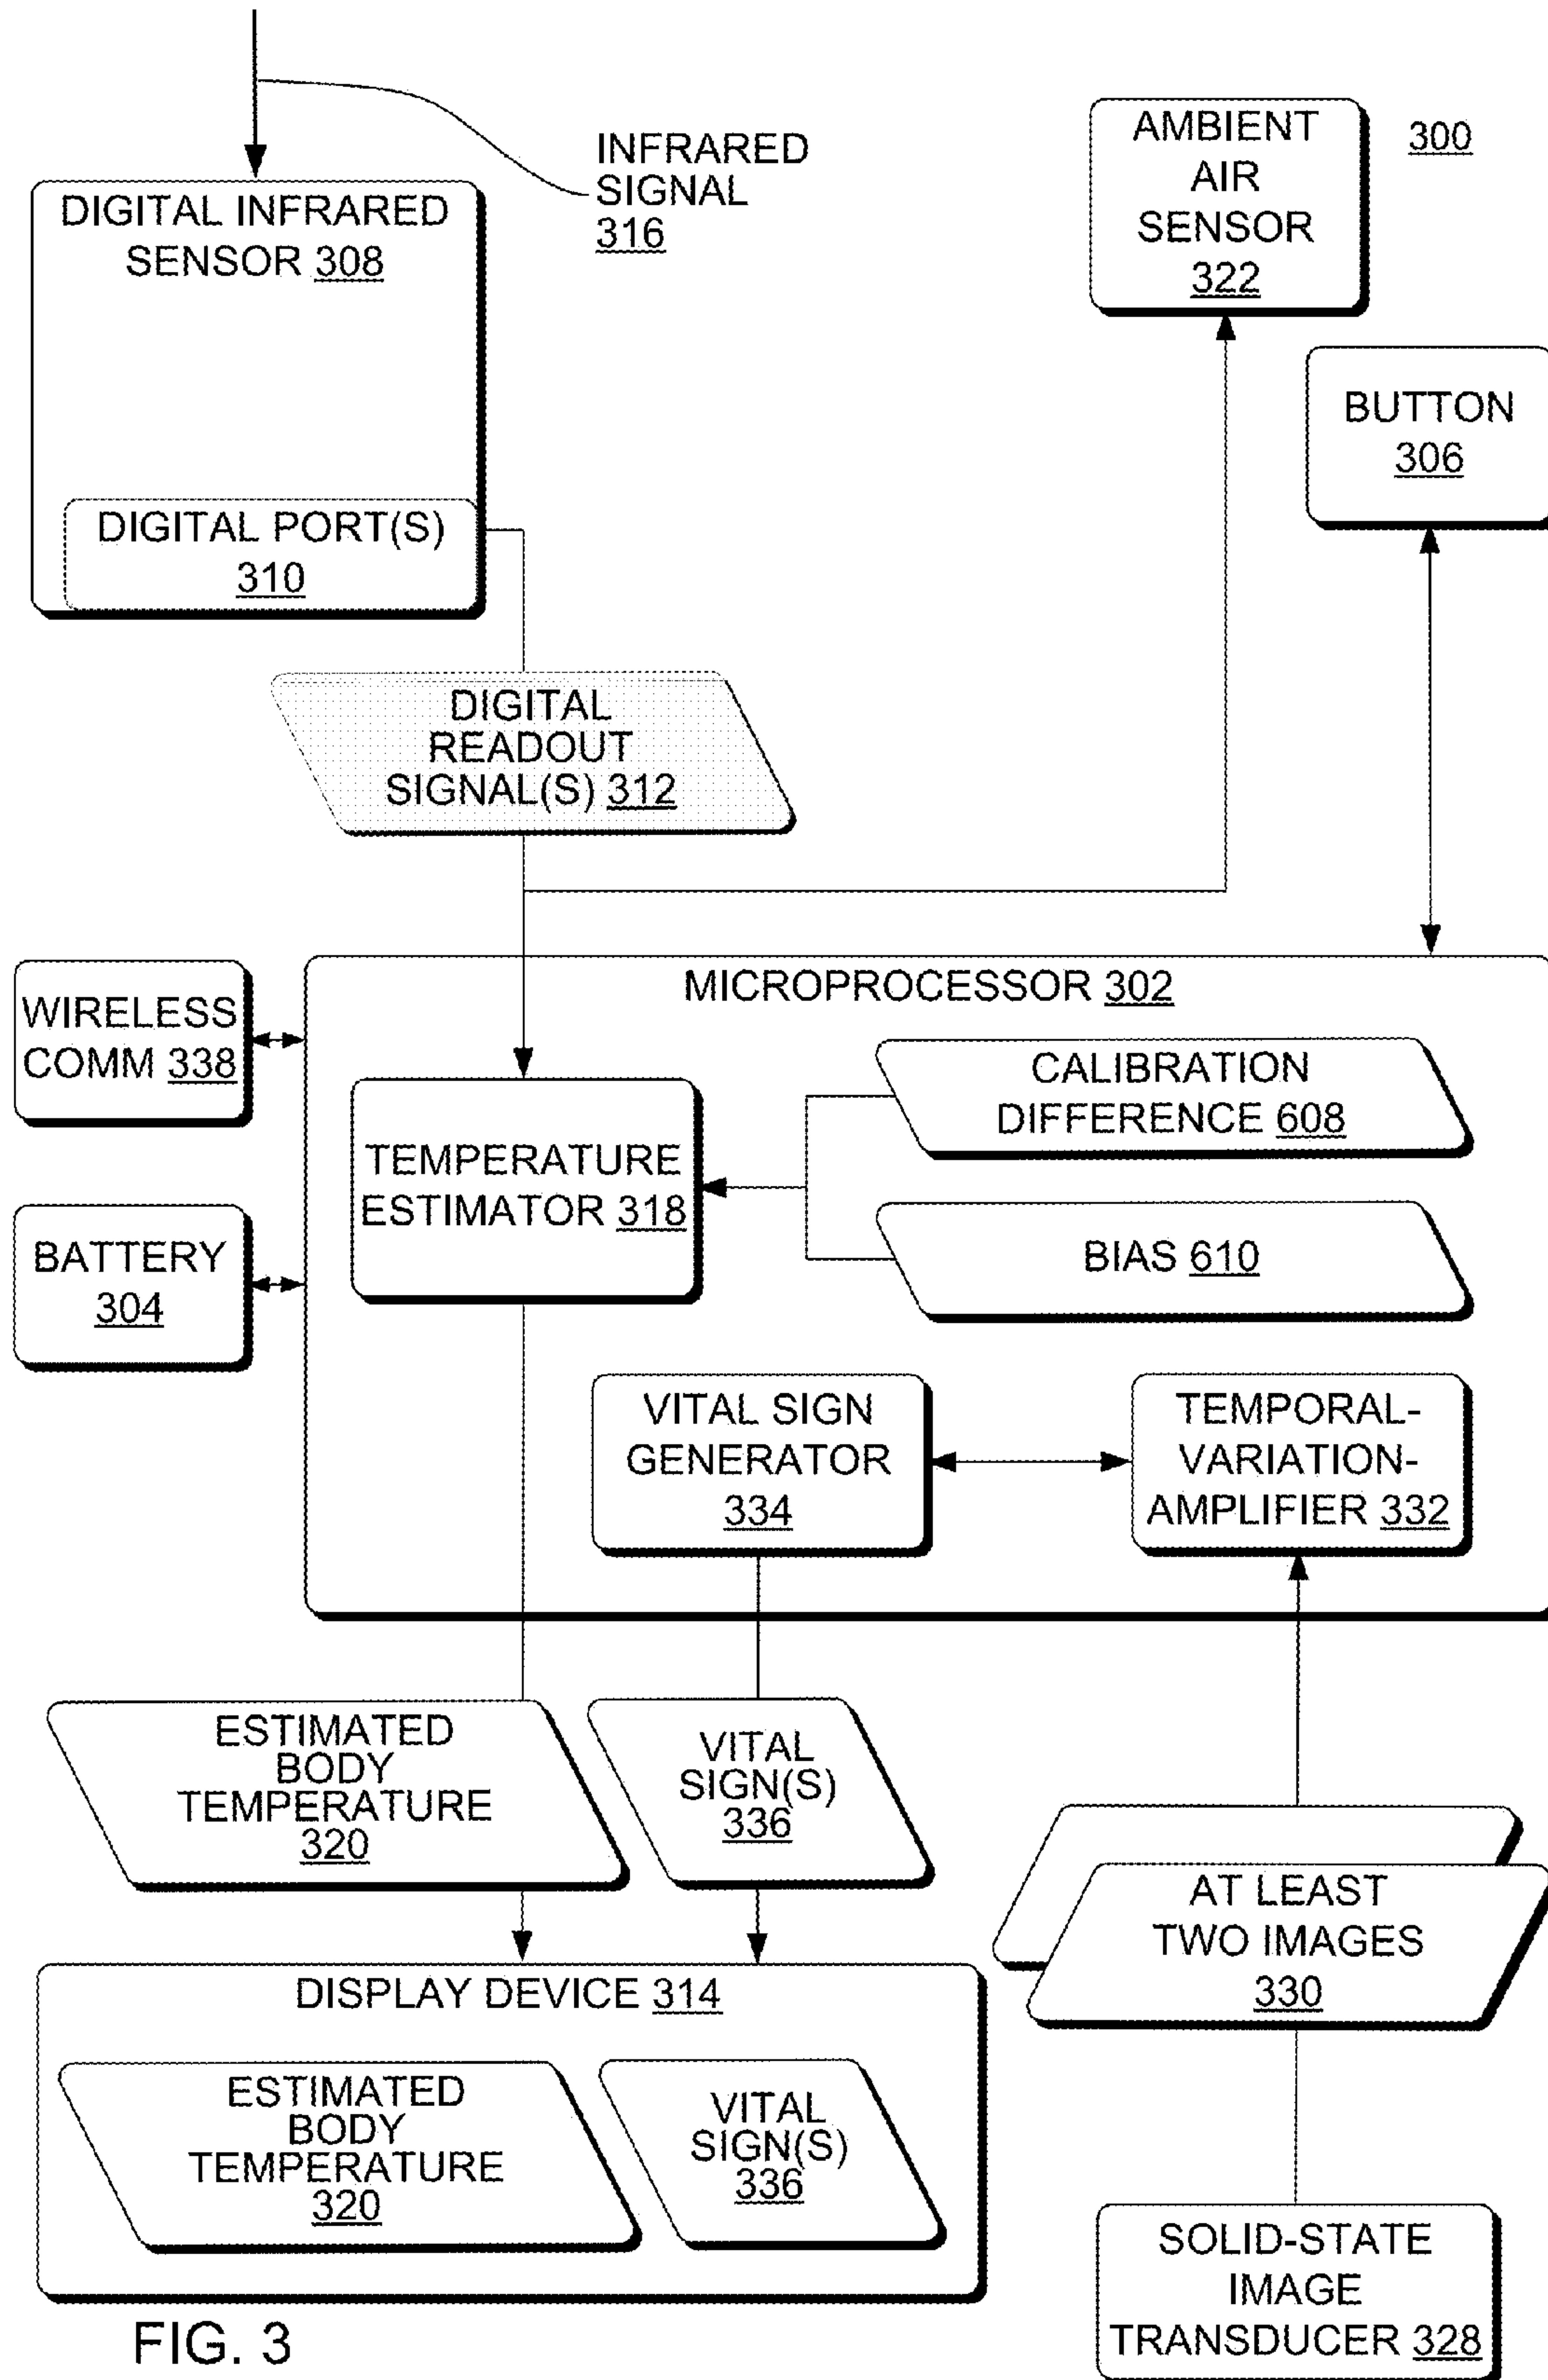 INFRARED
SIGNAL
316
AMBIENT
AIR
SENSOR
322
300
DIGITAL INFRARED
SENSOR 308
BUTTON
306
DIGITAL PORT(S)
310
DIGITAL
READOUT
SIGNAL(S) 312
MICROPROCESSOR 302
WIRELESS
COMM 338
CALIBRATION
DIFFERENCE 608
TEMPERATURE
ESTIMATOR 318
BATTERY
304
BIAS 610
VITAL SIGN
GENERATOR
334
TEMPORAL-
VARIATION-
AMPLIFIER 332
ESTIMATED
BODY
TEMPERATURE
320
VITAL
SIGN(S)
336
AT LEAST
TWO IMAGES
330
DISPLAY DEVICE 314
ESTIMATED
BODY
TEMPERATURE
320
VITAL
SIGN(S)
336
SOLID-STATE
IMAGE
TRANSDUCER 328
FIG. 3